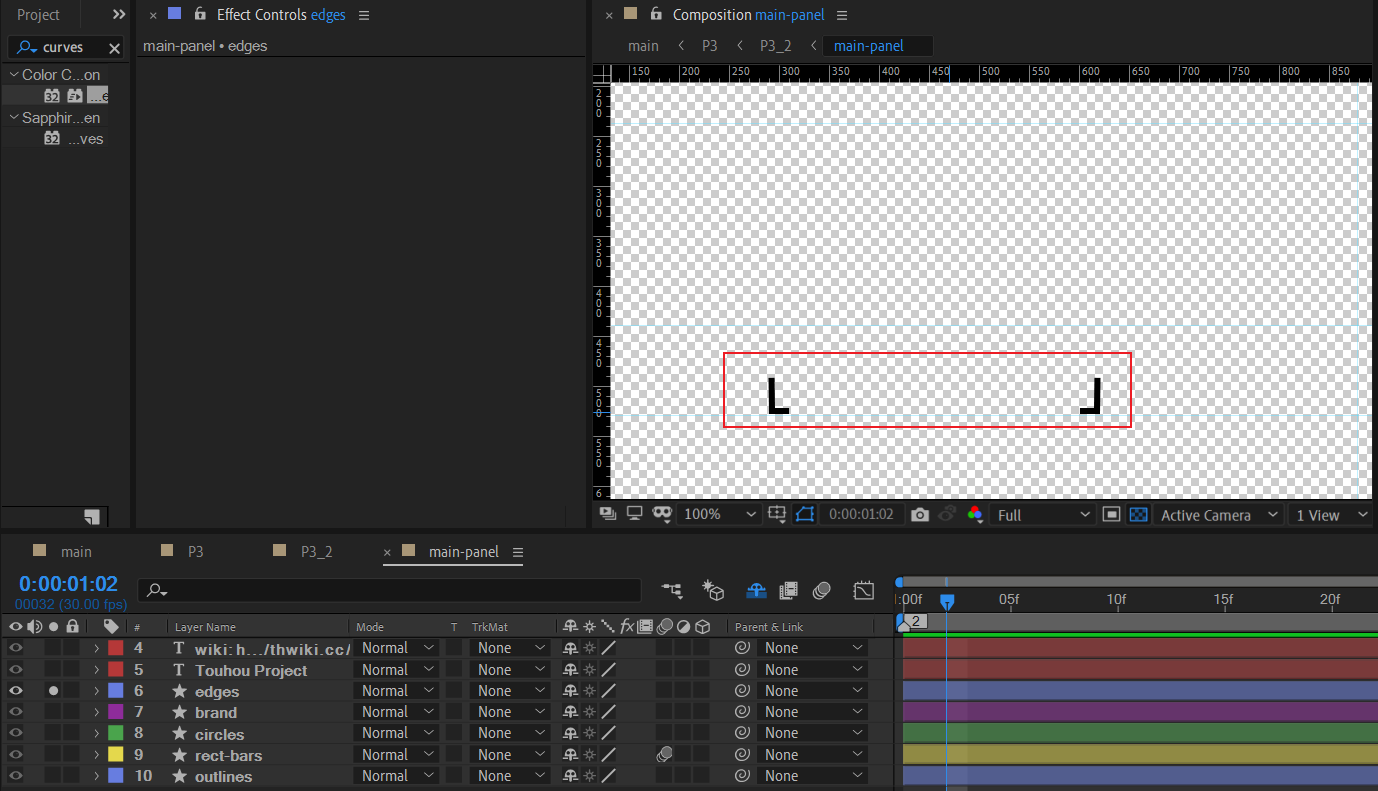 Project
Effect Controls edges
Composition main-panel
curves
main-panel • edges
main P3 P3_2 main-panel
150 200 250 300 350 400 450 500 550 600 650 700 750 800 850
Color C...on
32 ...e
Sapphir...en
32 ...ves
200
250
300
350
400
450
500
550
6
100% 0:00:01:02 Full Active Camera 1 View
main P3 P3_2 main-panel
0:00:01:02
00032 (30.00 fps)
:00f 05f 10f 15f 20f
2
# Layer Name Mode T TrkMat fx Parent & Link
4 T wiki: h.../thwiki.cc/ Normal None None
5 T Touhou Project Normal None None
6 edges Normal None None
7 brand Normal None None
8 circles Normal None None
9 rect-bars Normal None None
10 outlines Normal None None